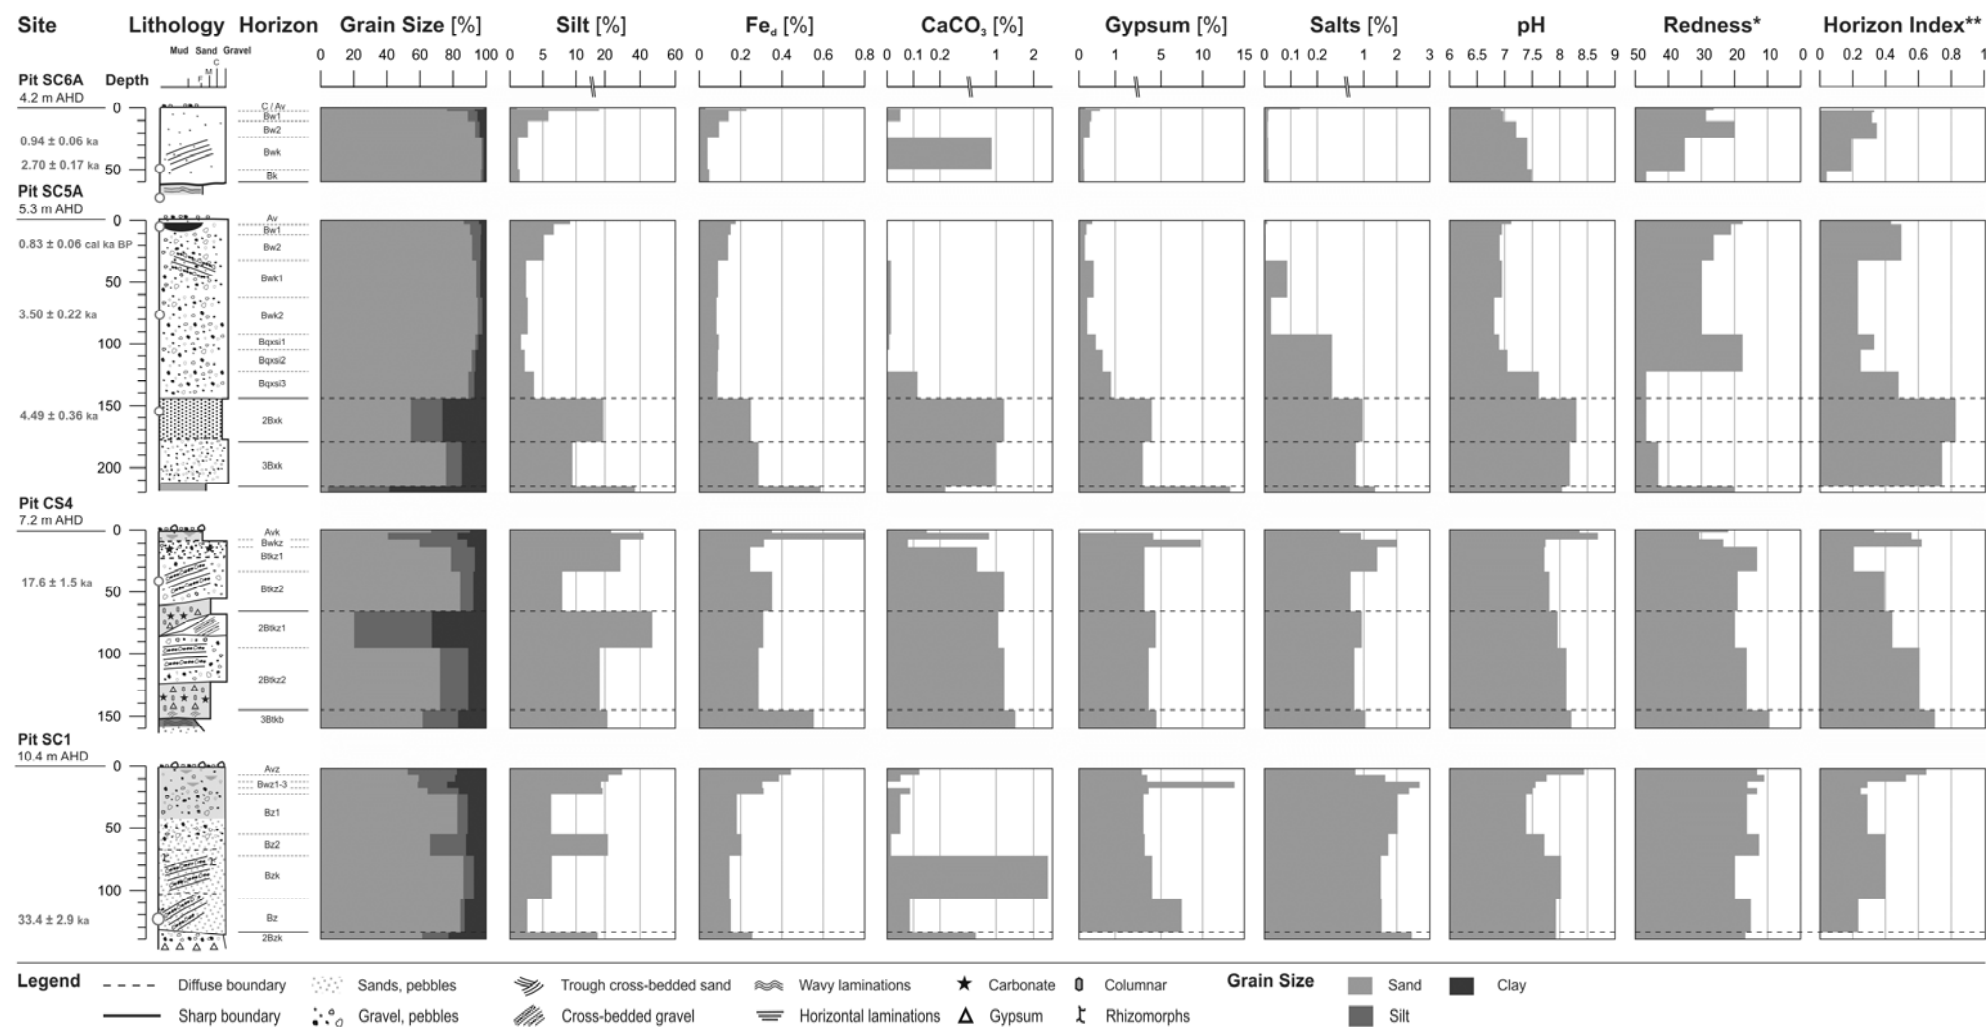 Site Lithology Horizon Grain Size [%] Silt [%] Fed [%] CaCO3 [%] Gypsum [%] Salts [%] pH Redness* Horizon Index**
Mud Sand Gravel
F M C
Depth
0 20 40 60 80 100 0 5 10 20 40 60 0 0.2 0.4 0.6 0.8 0 0.1 0.2 1 2 0 1 5 10 15 0 0.1 0.2 1 2 3 6 6.5 7 7.5 8 8.5 9 50 40 30 20 10 0 0 0.2 0.4 0.6 0.8 1
Pit SC6A
4.2 m AHD
0
C / Av
Bw1
Bw2
0.94 ± 0.06 ka
Bwk
2.70 ± 0.17 ka
50
Bk
Pit SC5A
5.3 m AHD
0
Av
Bw1
0.83 ± 0.06 cal ka BP
Bw2
50
Bwk1
3.50 ± 0.22 ka
Bwk2
100
Bqxsi1
Bqxsi2
Bqxsi3
150
4.49 ± 0.36 ka
2Bxk
200
3Bxk
Pit CS4
7.2 m AHD
0
Avk
Bwkz
Btkz1
17.6 ± 1.5 ka
50
Btkz2
2Btkz1
100
2Btkz2
150
3Btkb
Pit SC1
10.4 m AHD
0
Avz
Bwz1-3
Bz1
50
Bz2
Bzk
100
33.4 ± 2.9 ka
Bz
2Bzk
Legend Diffuse boundary Sands, pebbles Trough cross-bedded sand Wavy laminations Carbonate Columnar Grain Size Sand Clay
Sharp boundary Gravel, pebbles Cross-bedded gravel Horizontal laminations Gypsum Rhizomorphs Silt